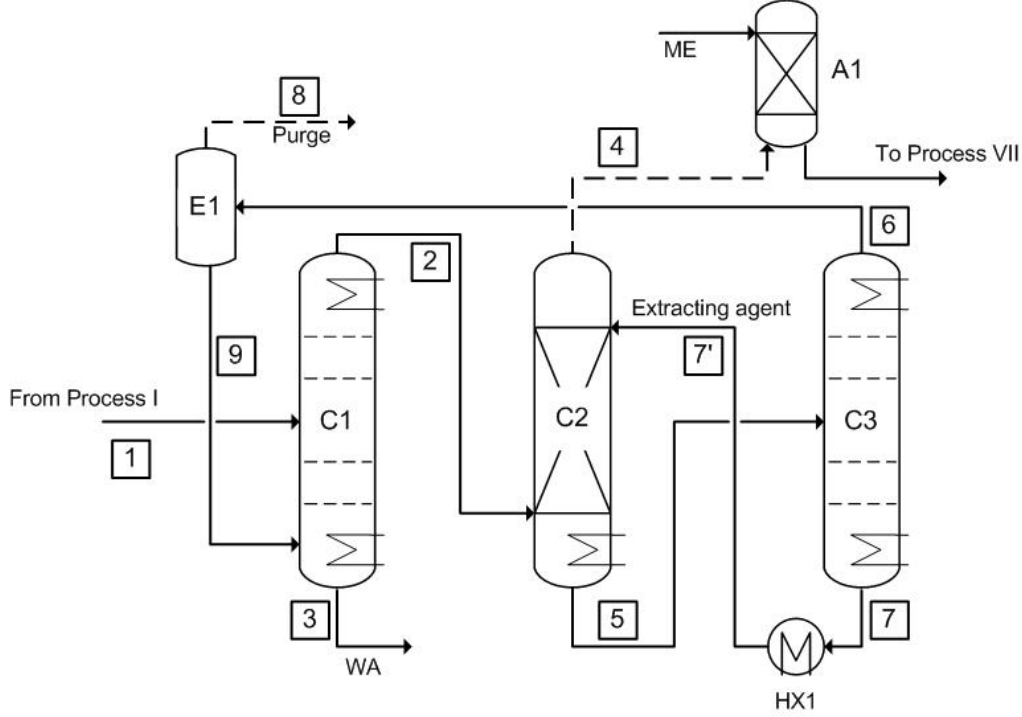 ME
A1
8
Purge
4
To Process VII
E1
6
2
Extracting agent
9
7'
From Process I
C1
C2
C3
1
3
5
7
WA
HX1